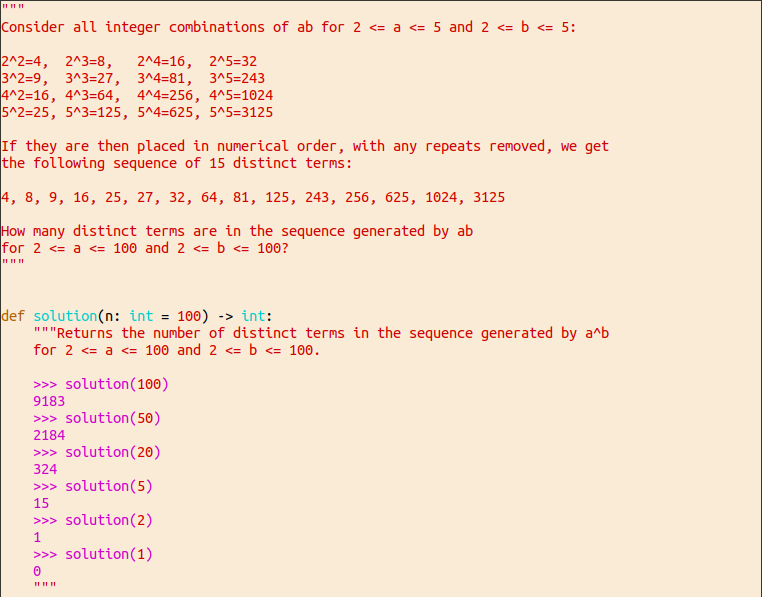 """
Consider all integer combinations of ab for 2 <= a <= 5 and 2 <= b <= 5:
2^2=4,  2^3=8,   2^4=16,  2^5=32
3^2=9,  3^3=27,  3^4=81,  3^5=243
4^2=16, 4^3=64,  4^4=256, 4^5=1024
5^2=25, 5^3=125, 5^4=625, 5^5=3125
If they are then placed in numerical order, with any repeats removed, we get
the following sequence of 15 distinct terms:
4, 8, 9, 16, 25, 27, 32, 64, 81, 125, 243, 256, 625, 1024, 3125
How many distinct terms are in the sequence generated by ab
for 2 <= a <= 100 and 2 <= b <= 100?
"""
def solution(n: int = 100) -> int:
    """Returns the number of distinct terms in the sequence generated by a^b
    for 2 <= a <= 100 and 2 <= b <= 100.
    >>> solution(100)
    9183
    >>> solution(50)
    2184
    >>> solution(20)
    324
    >>> solution(5)
    15
    >>> solution(2)
    1
    >>> solution(1)
    0
    """